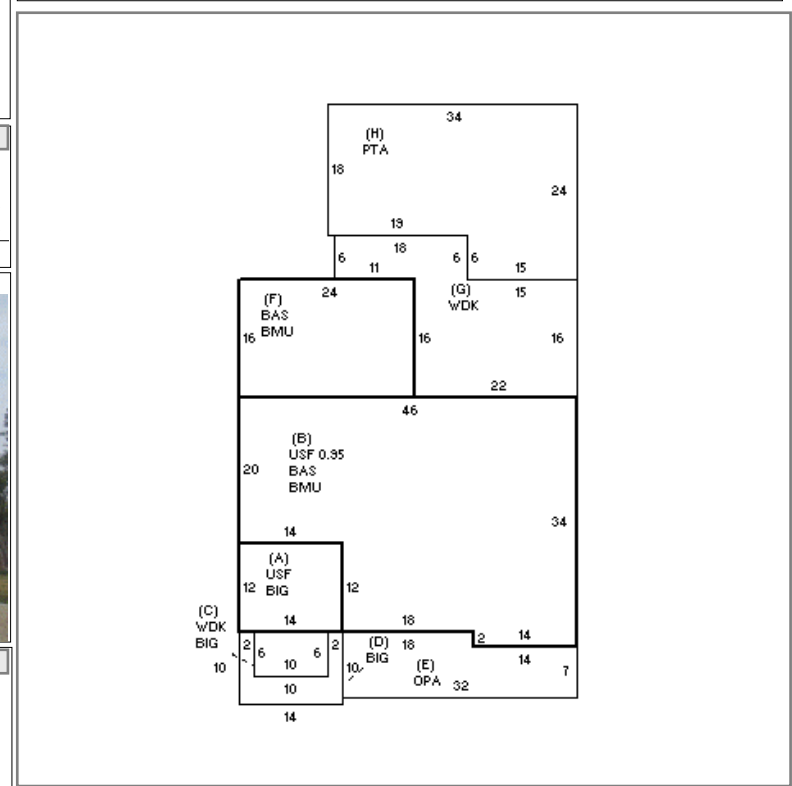 34
(H)
PTA
18
24
19
18
6
6
6
11
15
24
(F)
BAS
BMU
(G)
WDK
15
16
16
16
22
46
(B)
USF 0.95
BAS
BMU
20
34
14
(A)
USF
BIG
12
12
14
18
14
2
(C)
WDK
BIG
2
6
6
2
10
10
10
(D)
BIG
18
10
(E)
OPA
14
7
32
14